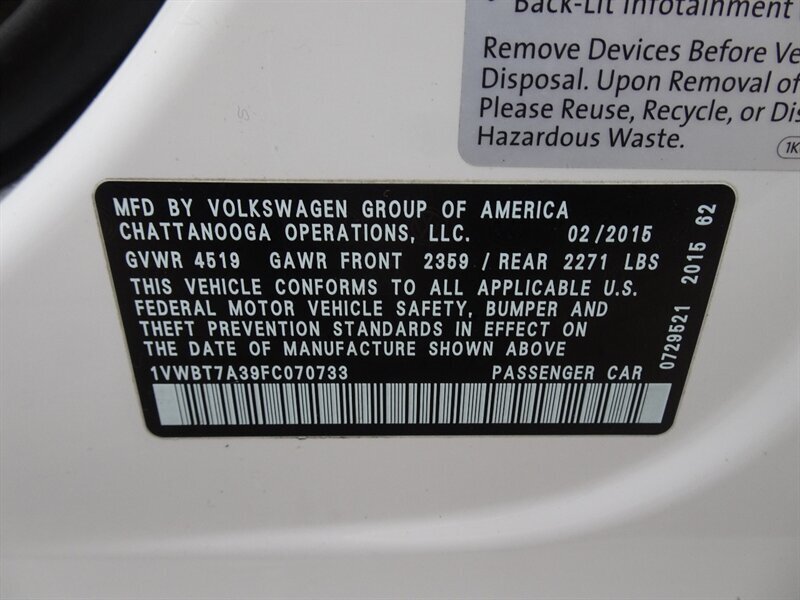 Back-Lit Infotainment
Remove Devices Before
Disposal. Upon Removal of
Please Reuse, Recycle, or
Hazardous Waste.
1K
MFD BY VOLKSWAGEN GROUP OF AMERICA
CHATTANOOGA OPERATIONS, LLC. 02/2015
GVWR 4519 GAWR FRONT 2359 / REAR 2271 LBS
THIS VEHICLE CONFORMS TO ALL APPLICABLE U.S.
FEDERAL MOTOR VEHICLE SAFETY, BUMPER AND
THEFT PREVENTION STANDARDS IN EFFECT ON
THE DATE OF MANUFACTURE SHOWN ABOVE
1VWBT7A39FC070733 PASSENGER CAR
0729521 2015 62